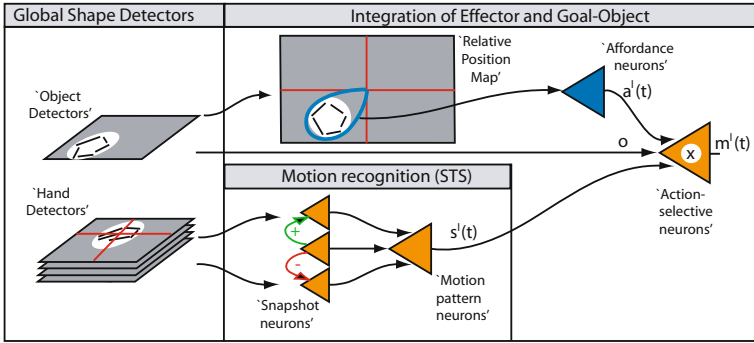 Global Shape Detectors
Integration of Effector and Goal-Object
`Relative
Position
Map'
`Affordance
neurons'
a^l(t)
`Object
Detectors'
o
x
m^l(t)
`Action-
selective
neurons'
`Hand
Detectors'
Motion recognition (STS)
+
-
s^l(t)
`Snapshot
neurons'
`Motion
pattern
neurons'